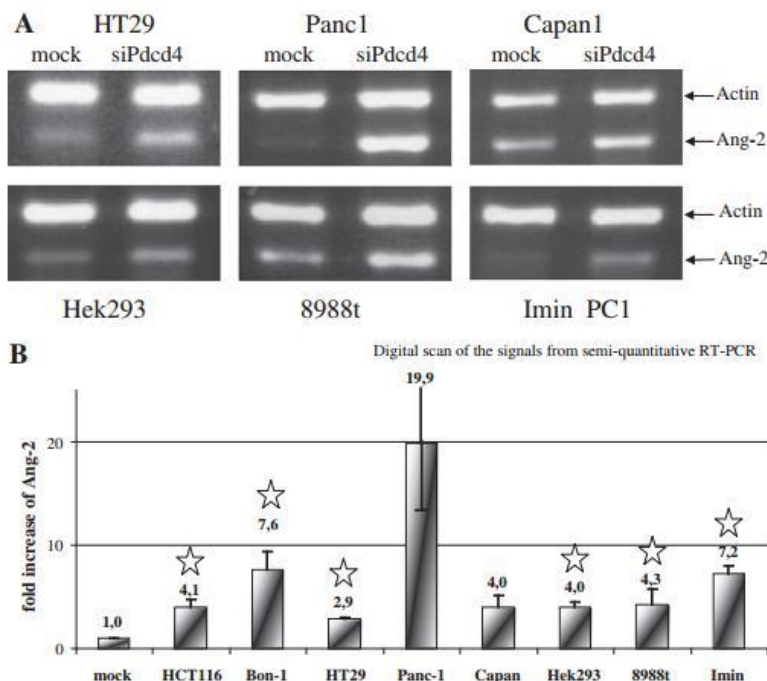 A HT29 Panc1 Capan1
mock siPdcd4 mock siPdcd4 mock siPdcd4
Actin
Ang-2
Actin
Ang-2
Hek293 8988t Imin PC1
B Digital scan of the signals from semi-quantitative RT-PCR
fold increase of Ang-2
20
10
0
1,0
4,1
7,6
2,9
19,9
4,0
4,0
4,3
7,2
mock HCT116 Bon-1 HT29 Panc-1 Capan Hek293 8988t Imin